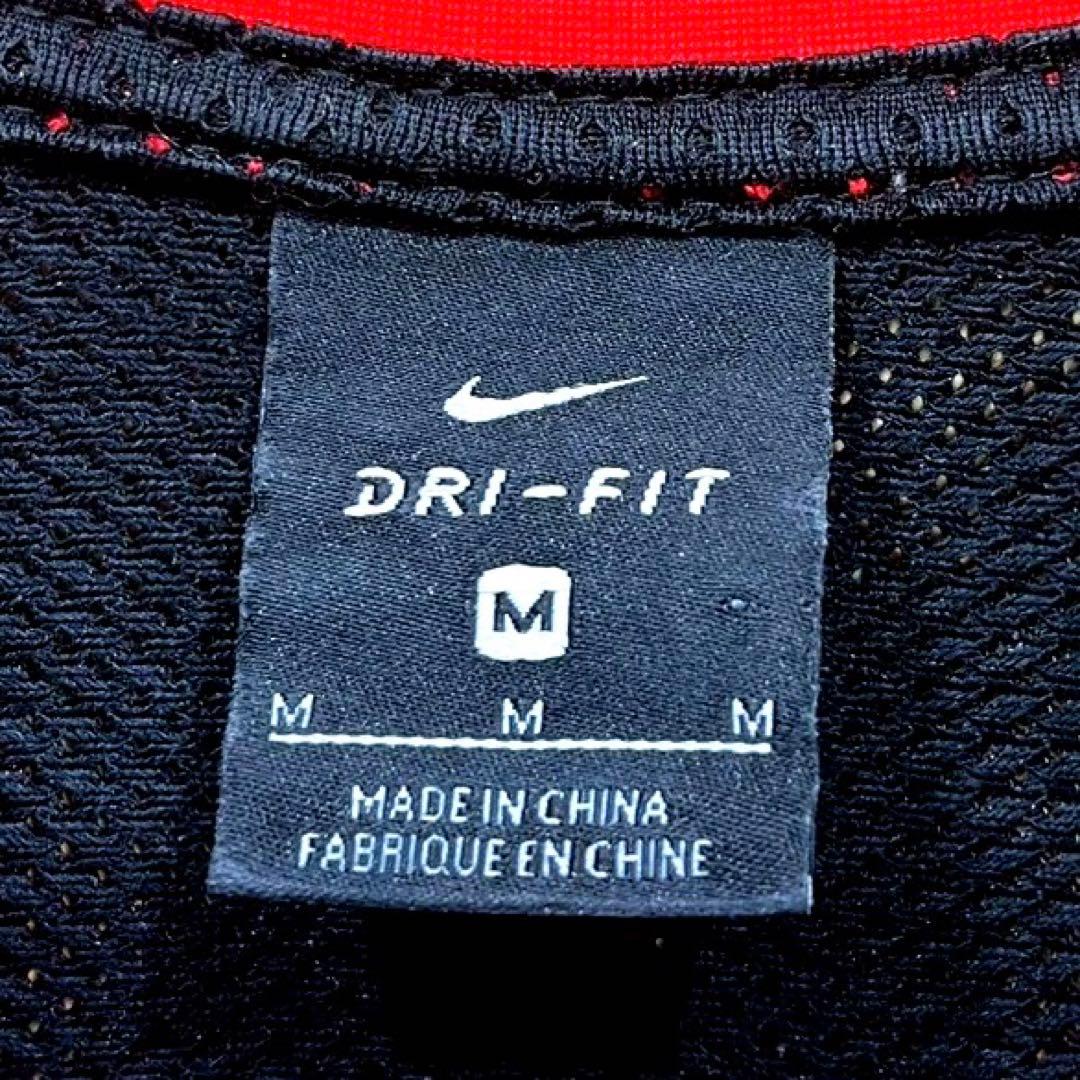 DRI-FIT
M
M M M
MADE IN CHINA
FABRIQUE EN CHINE